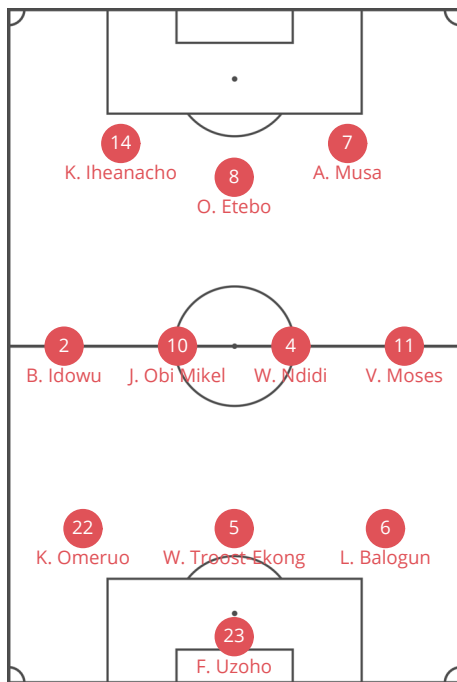 14
7
K. Iheanacho
A. Musa
8
O. Etebo
2
10
4
11
B. Idowu
J. Obi Mikel
W. Ndidi
V. Moses
22
5
6
K. Omeruo
W. Troost-Ekong
L. Balogun
23
F. Uzoho